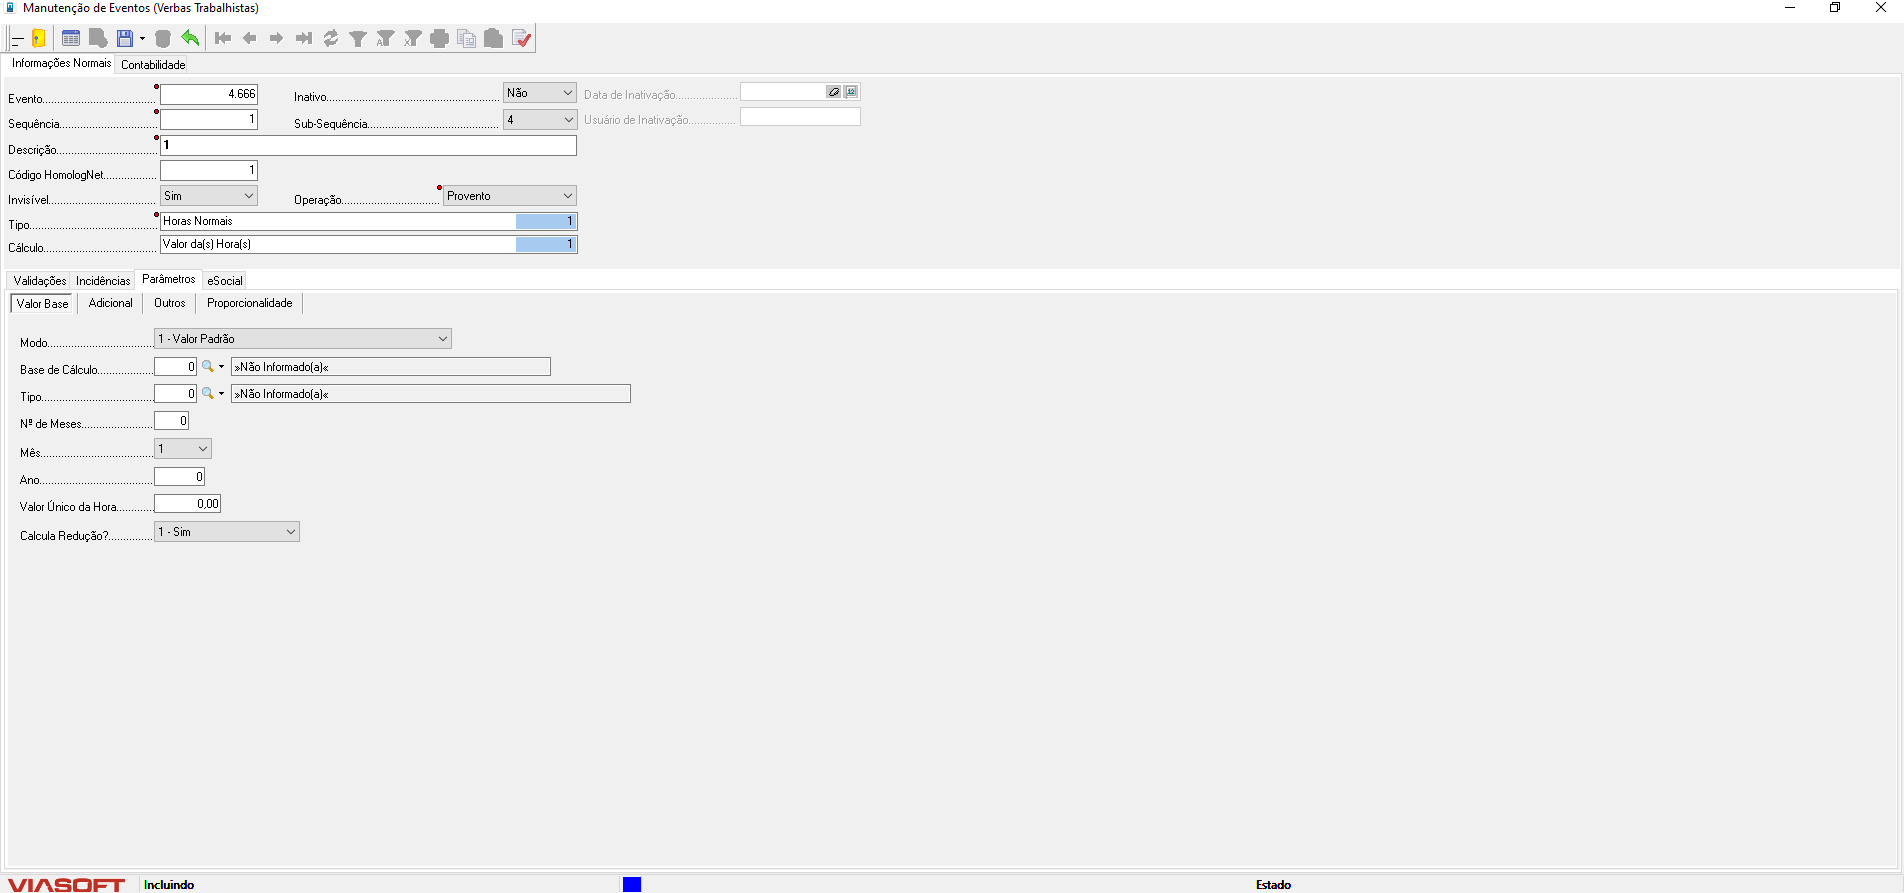 Manutenção de Eventos (Verbas Trabalhistas)
Informações Normais Contabilidade
Evento 4.666 Inativo Não Data de Inativação
Sequência 1 Sub-Sequência 4 Usuário de Inativação
Descrição 1
Código HomologNet 1
Invisível Sim Operação Provento
Tipo Horas Normais 1
Cálculo Valor da(s) Hora(s) 1
Validações Incidências Parâmetros eSocial
Valor Base Adicional Outros Proporcionalidade
Modo 1 - Valor Padrão
Base de Cálculo 0 »Não Informado(a)«
Tipo 0 »Não Informado(a)«
Nº de Meses 0
Mês 1
Ano 0
Valor Único da Hora 0,00
Calcula Redução? 1 - Sim
VIASOFT Incluindo Estado